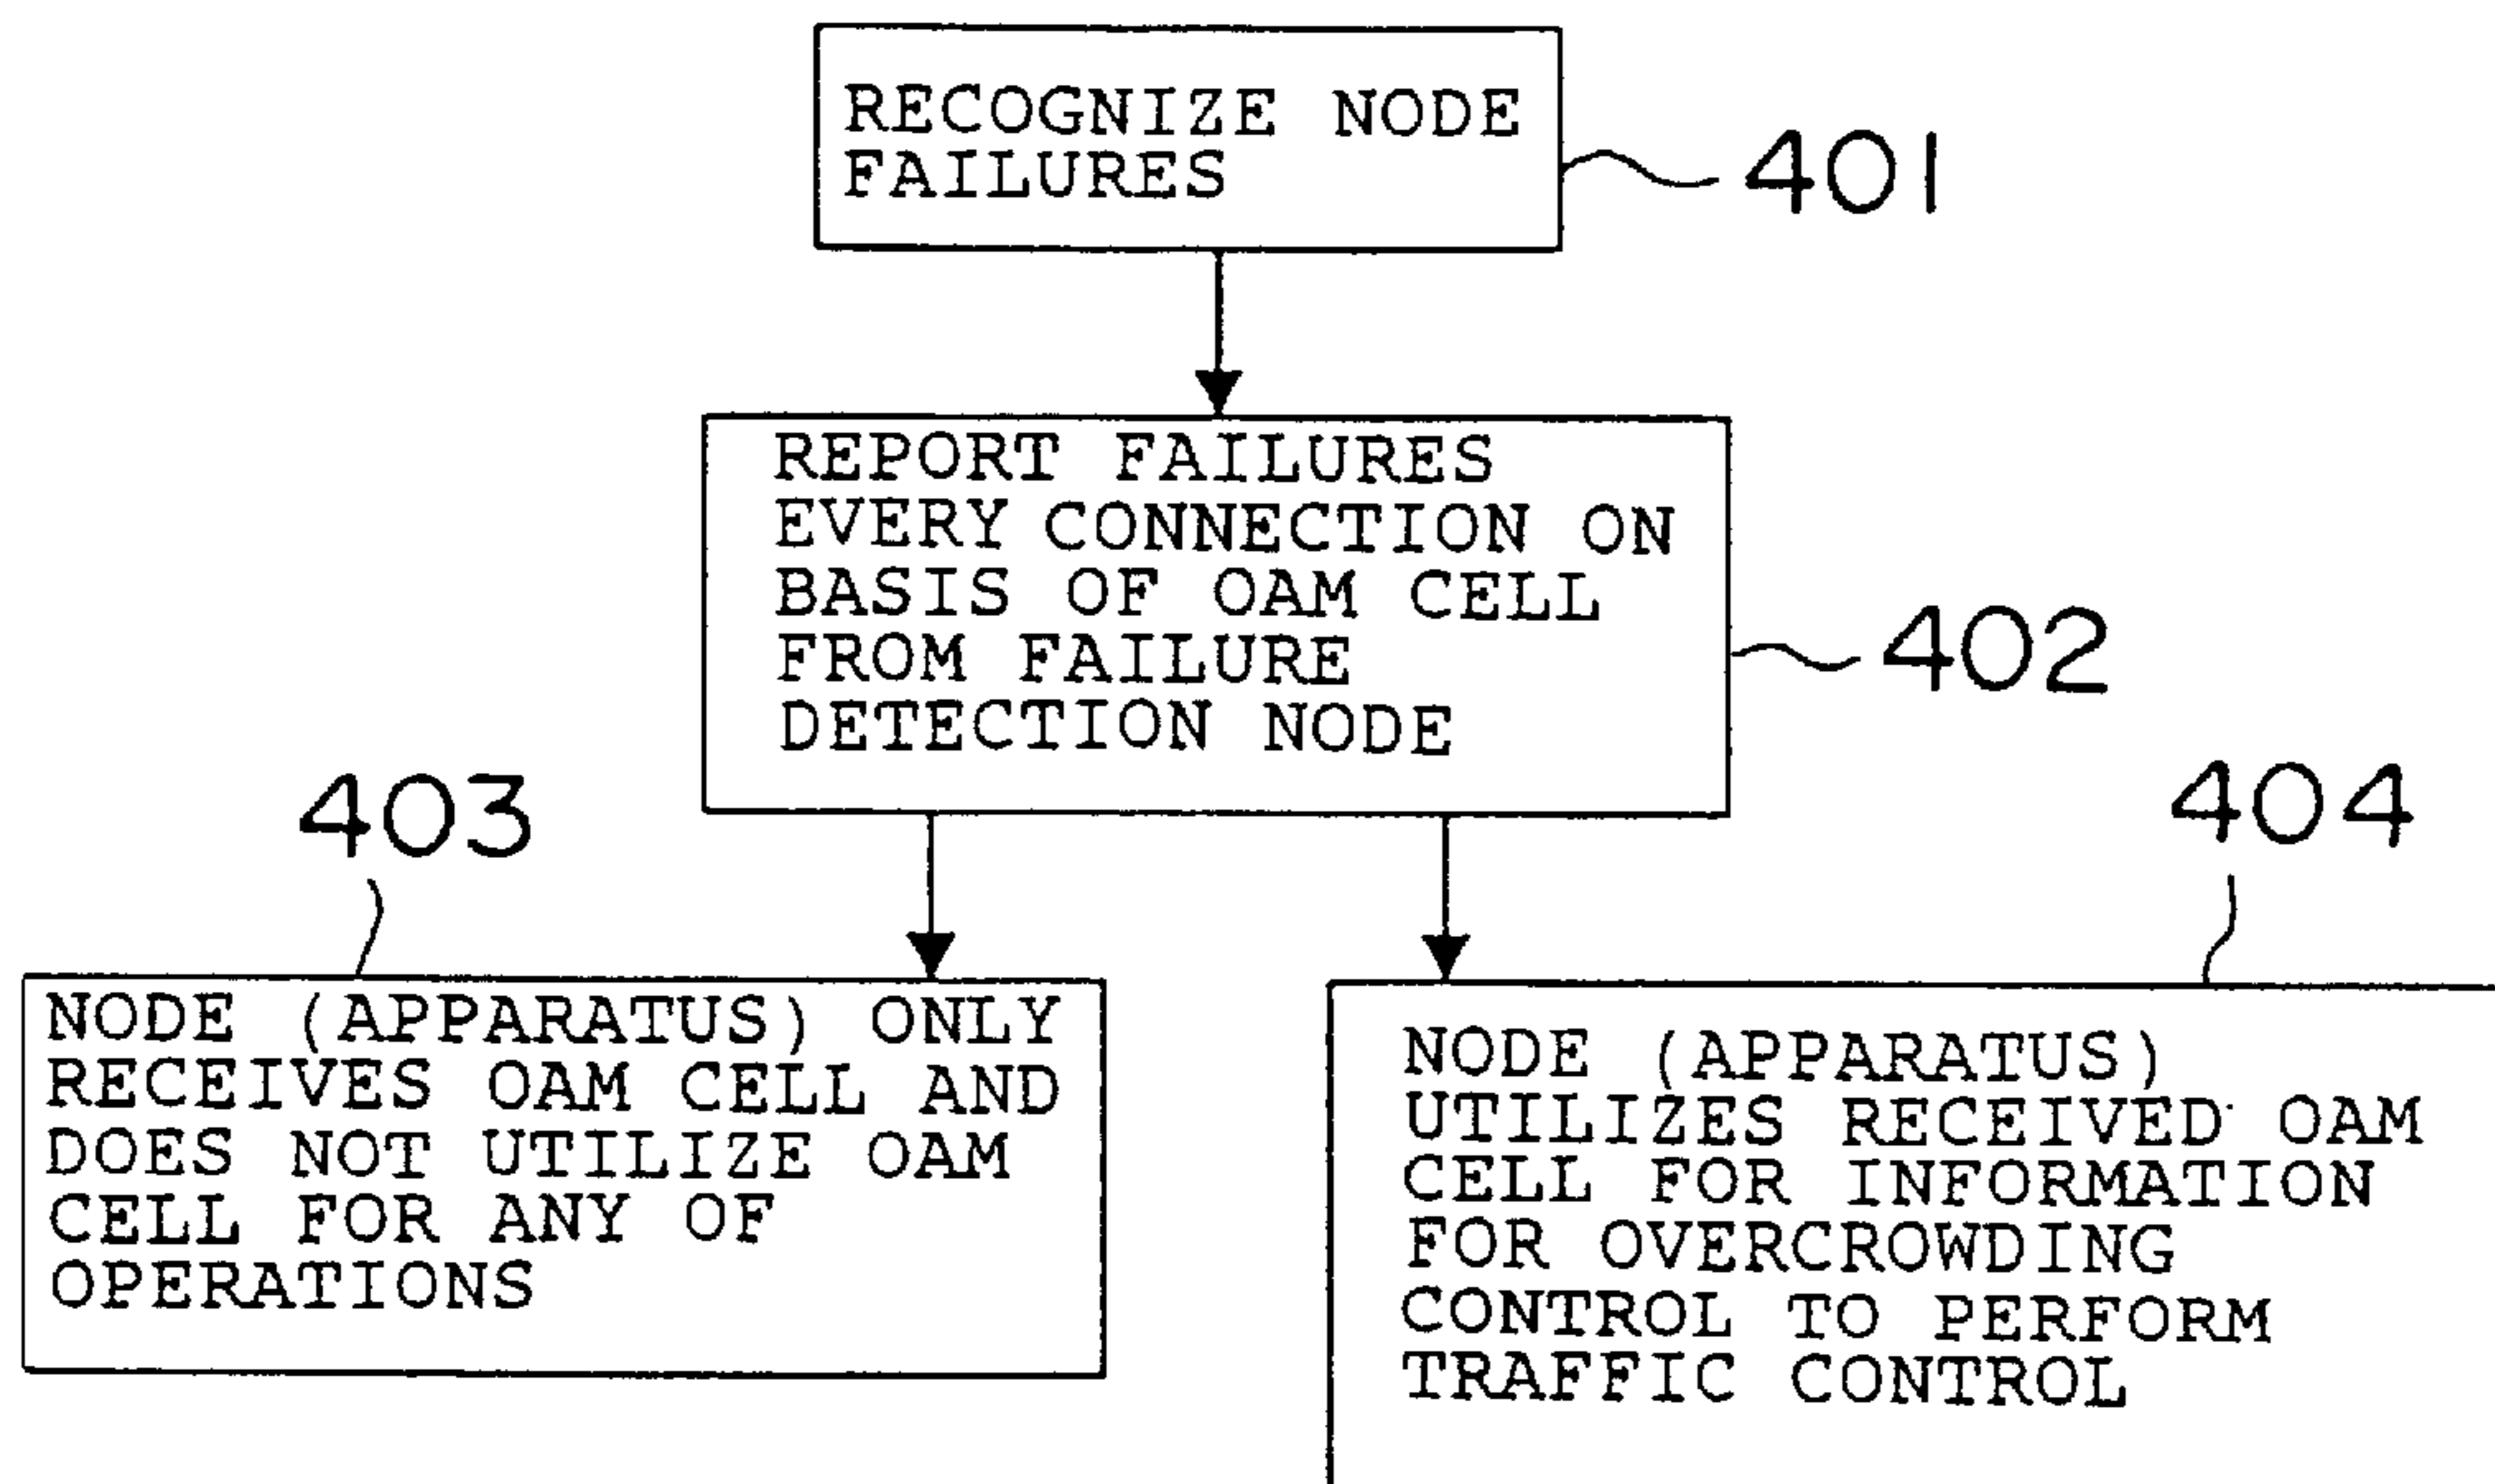 RECOGNIZE NODE
FAILURES
401
REPORT FAILURES
EVERY CONNECTION ON
BASIS OF OAM CELL
FROM FAILURE
DETECTION NODE
402
403
404
NODE (APPARATUS) ONLY
RECEIVES OAM CELL AND
DOES NOT UTILIZE OAM
CELL FOR ANY OF
OPERATIONS
NODE (APPARATUS)
UTILIZES RECEIVED OAM
CELL FOR INFORMATION
FOR OVERCROWDING
CONTROL TO PERFORM
TRAFFIC CONTROL